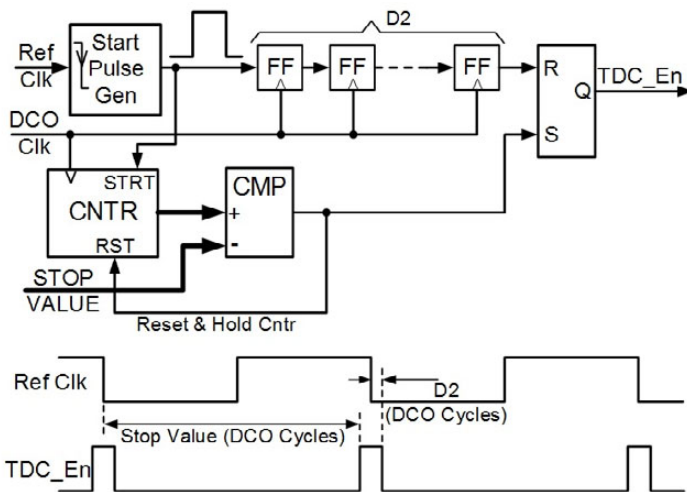 D2
Ref
Clk
Start
Pulse
Gen
FF
FF
FF
R
S
Q
TDC_En
DCO
Clk
STRT
CNTR
RST
CMP
+
-
STOP
VALUE
Reset & Hold Cntr
Ref Clk
D2
(DCO Cycles)
Stop Value (DCO Cycles)
TDC_En